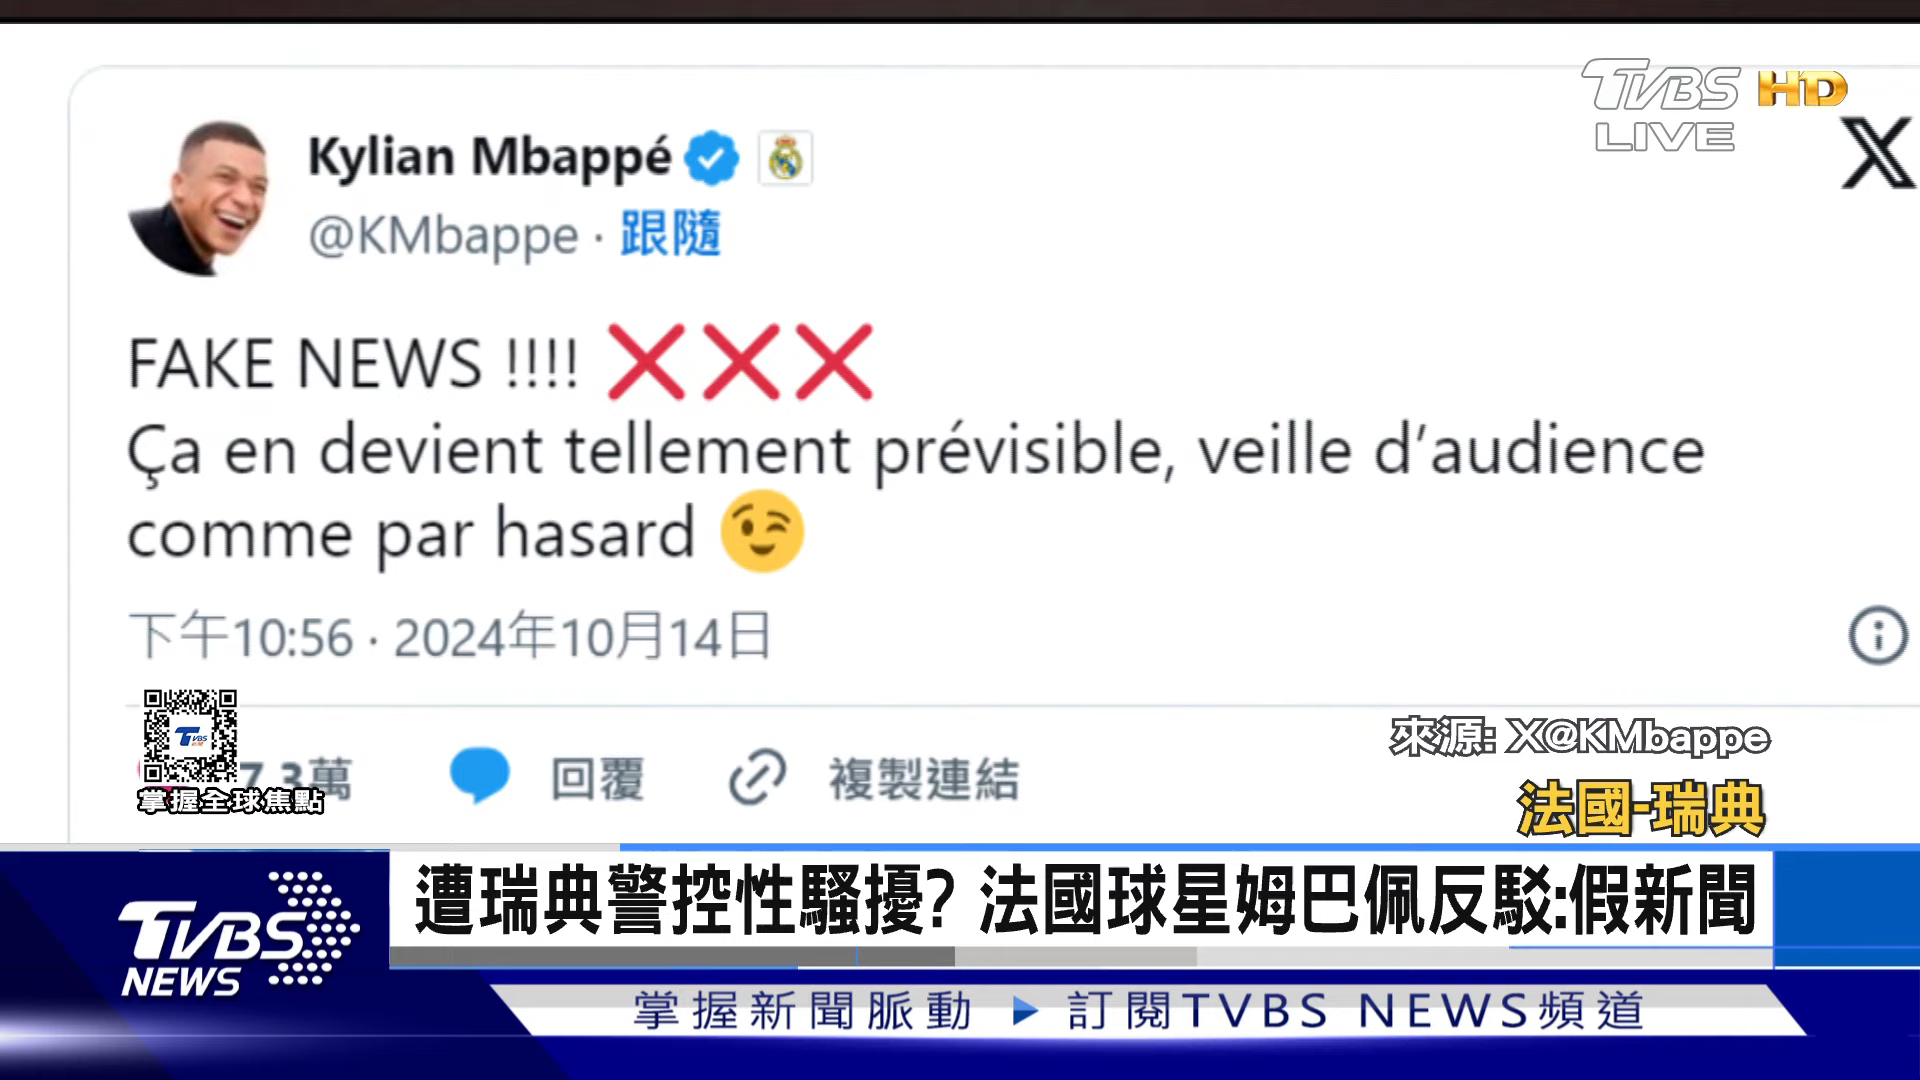 TVBS HD
LIVE
Kylian Mbappé
@KMbappe · 跟隨
FAKE NEWS !!!! ❌❌❌
Ça en devient tellement prévisible, veille d’audience
comme par hasard 😉
下午10:56 · 2024年10月14日
7.3萬 回覆 複製連結
TVBS
掌握全球焦點
來源: X@KMbappe
法國-瑞典
遭瑞典警控性騷擾? 法國球星姆巴佩反駁:假新聞
TVBS
NEWS
掌握新聞脈動 ▶ 訂閱TVBS NEWS頻道